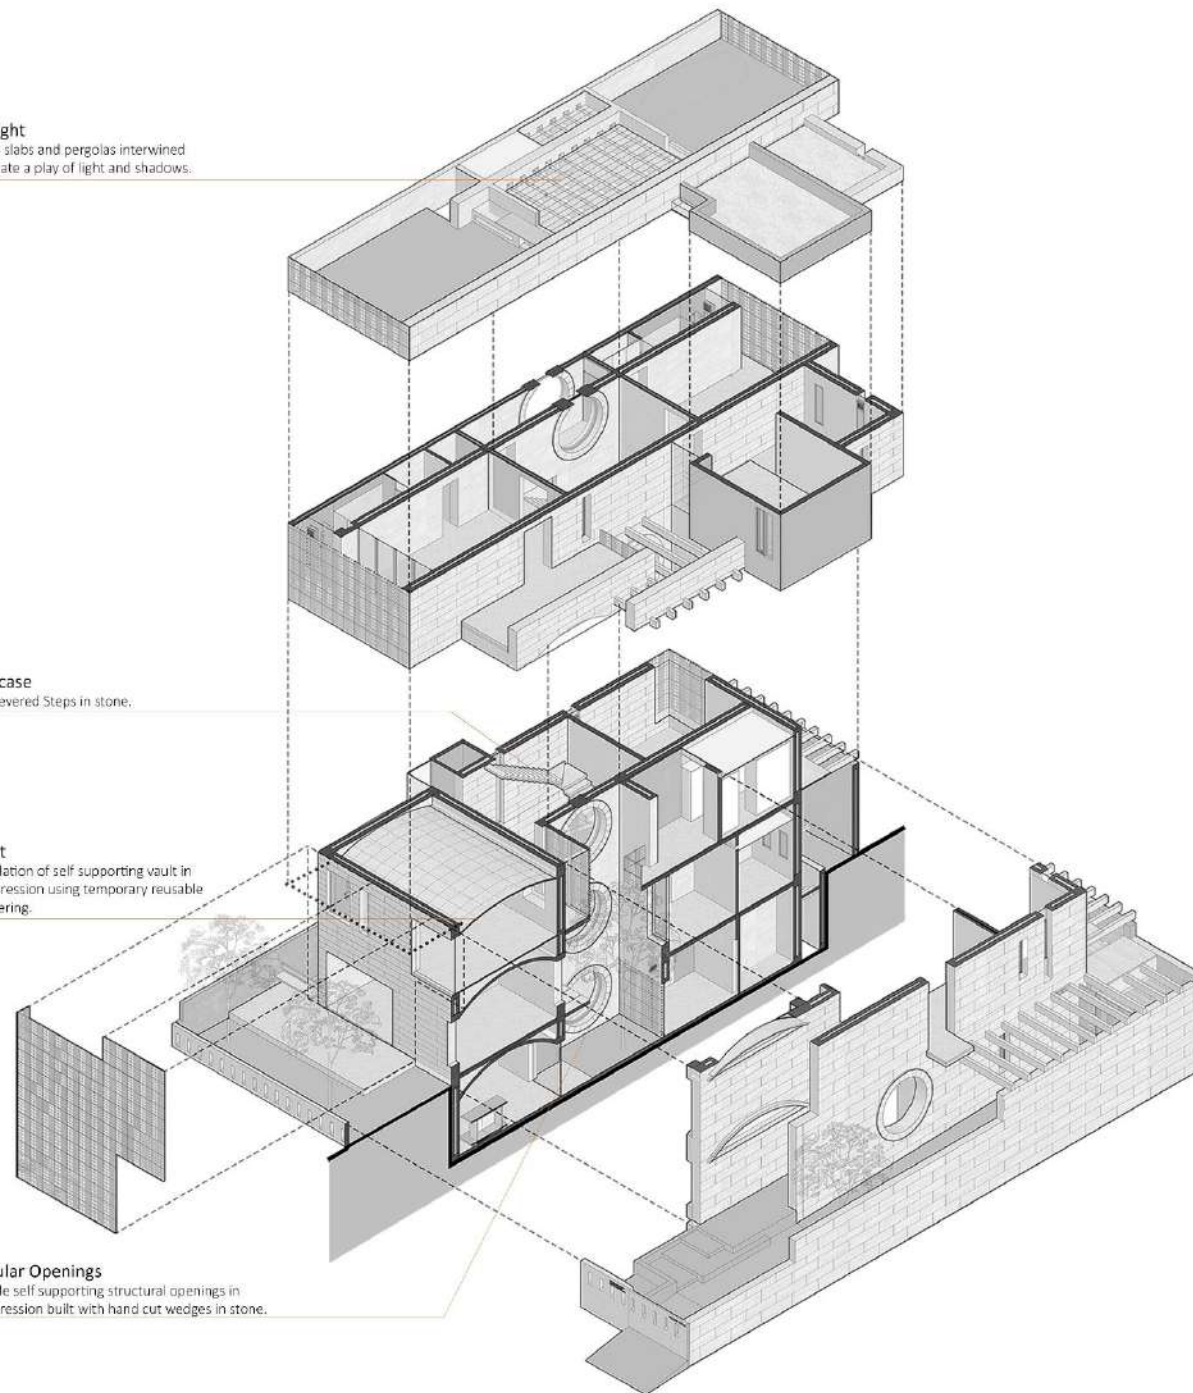 ght
slabs and pergolas interwined
ate a play of light and shadows.
case
evered Steps in stone.
t
lation of self supporting vault in
ression using temporary reusable
ering.
ular Openings
le self supporting structural openings in
ression built with hand cut wedges in stone.